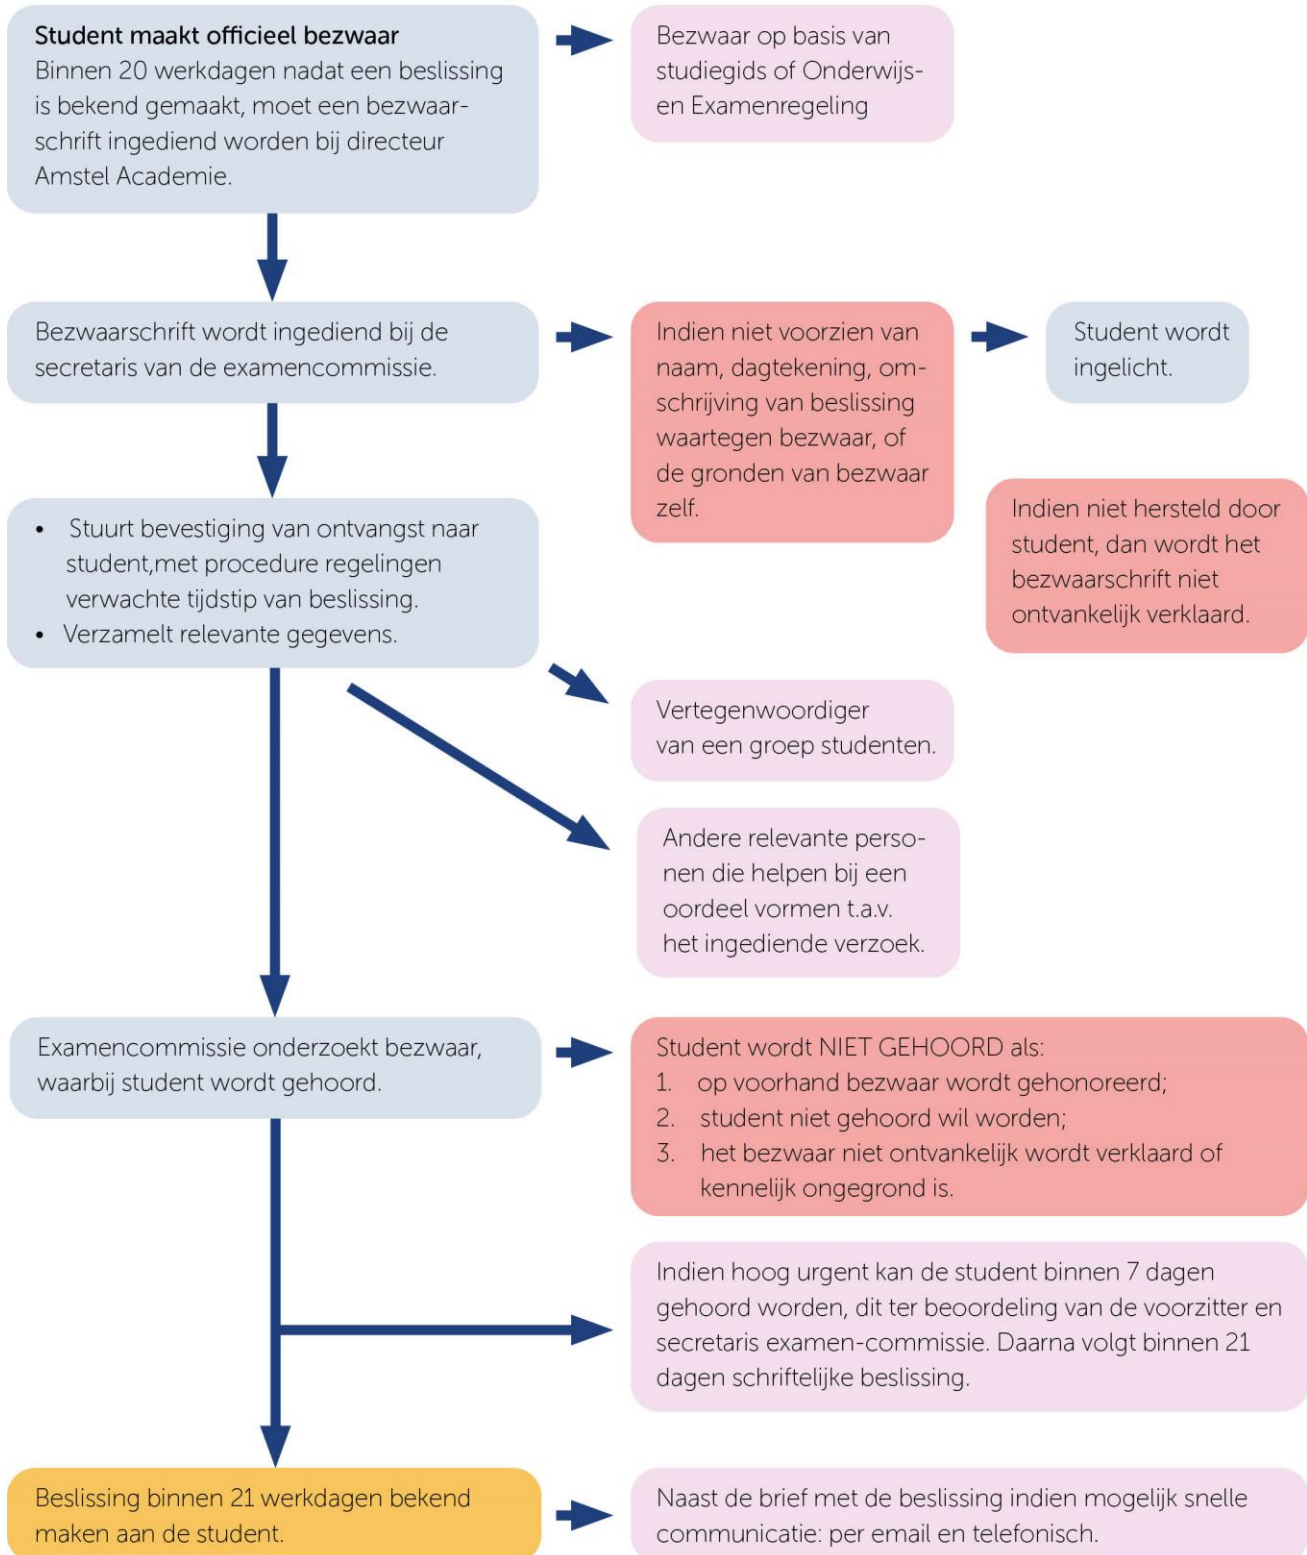 Student maakt officieel bezwaar
Binnen 20 werkdagen nadat een beslissing
is bekend gemaakt, moet een bezwaar-
schrift ingediend worden bij directeur
Amstel Academie.
Bezwaar op basis van
studiegids of Onderwijs-
en Examenregeling
Bezwaarschrift wordt ingediend bij de
secretaris van de examencommissie.
Indien niet voorzien van
naam, dagtekening, om-
schrijving van beslissing
waartegen bezwaar, of
de gronden van bezwaar
zelf.
Student wordt
ingelicht.
Indien niet hersteld door
student, dan wordt het
bezwaarschrift niet
ontvankelijk verklaard.
• Stuurt bevestiging van ontvangst naar
student,met procedure regelingen
verwachte tijdstip van beslissing.
• Verzamelt relevante gegevens.
Vertegenwoordiger
van een groep studenten.
Andere relevante perso-
nen die helpen bij een
oordeel vormen t.a.v.
het ingediende verzoek.
Examencommissie onderzoekt bezwaar,
waarbij student wordt gehoord.
Student wordt NIET GEHOORD als:
1. op voorhand bezwaar wordt gehonoreerd;
2. student niet gehoord wil worden;
3. het bezwaar niet ontvankelijk wordt verklaard of
kennelijk ongegrond is.
Indien hoog urgent kan de student binnen 7 dagen
gehoord worden, dit ter beoordeling van de voorzitter en
secretaris examen-commissie. Daarna volgt binnen 21
dagen schriftelijke beslissing.
Beslissing binnen 21 werkdagen bekend
maken aan de student.
Naast de brief met de beslissing indien mogelijk snelle
communicatie: per email en telefonisch.